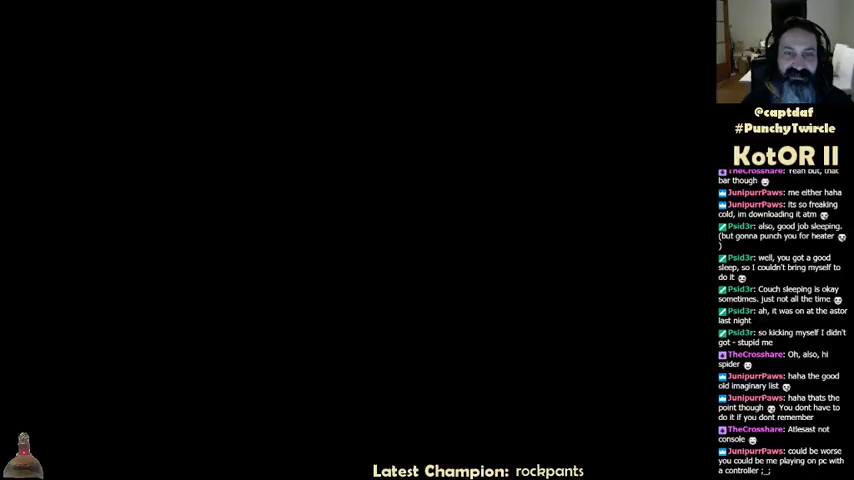 @captdaf
#PunchyTwircle
KotOR II
TheCrosshare: Yeah but, that
bar though
JunipurrPaws: me either haha
JunipurrPaws: its so freaking
cold, im downloading it atm
Psid3r: also, good job sleeping.
(but gonna punch you for heater
)
Psid3r: well, you got a good
sleep, so I couldn't bring myself to
do it
Psid3r: Couch sleeping is okay
sometimes. just not all the time
Psid3r: ah, it was on at the astor
last night
Psid3r: so kicking myself I didn't
got - stupid me
TheCrosshare: Oh, also, hi
spider
JunipurrPaws: haha the good
old imaginary list
JunipurrPaws: haha thats the
point though You dont have to
do it if you dont remember
TheCrosshare: Atlesast not
console
JunipurrPaws: could be worse
you could be me playing on pc with
a controller ;_;
Latest Champion: rockpants